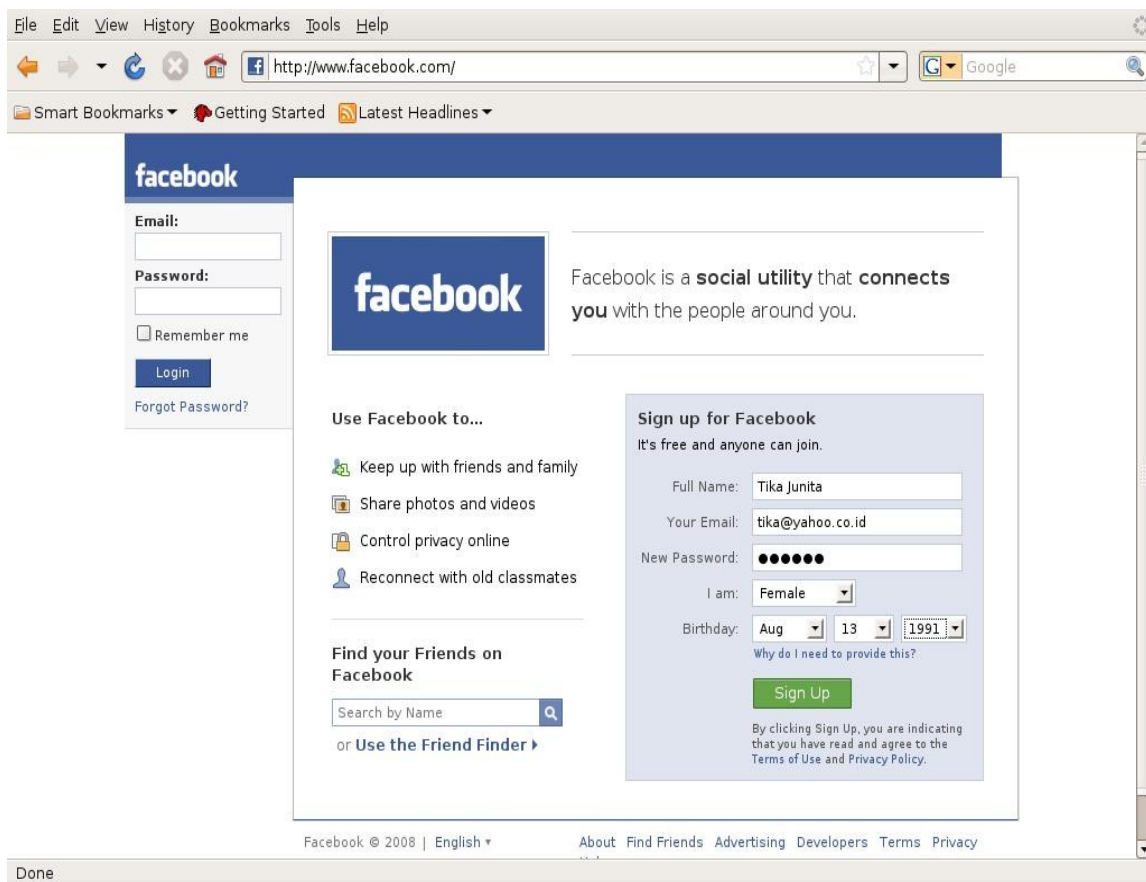 File Edit View History Bookmarks Tools Help
http://www.facebook.com/
G Google
Smart Bookmarks Getting Started Latest Headlines
facebook
Email:
Password:
Remember me
Login
Forgot Password?
facebook
Facebook is a social utility that connects
you with the people around you.
Use Facebook to...
Keep up with friends and family
Share photos and videos
Control privacy online
Reconnect with old classmates
Find your Friends on
Facebook
Search by Name
or Use the Friend Finder
Sign up for Facebook
It's free and anyone can join.
Full Name: Tika Junita
Your Email: tika@yahoo.co.id
New Password: ●●●●●●
I am: Female
Birthday: Aug 13 1991
Why do I need to provide this?
Sign Up
By clicking Sign Up, you are indicating
that you have read and agree to the
Terms of Use and Privacy Policy.
Facebook © 2008 | English
About Find Friends Advertising Developers Terms Privacy
Done